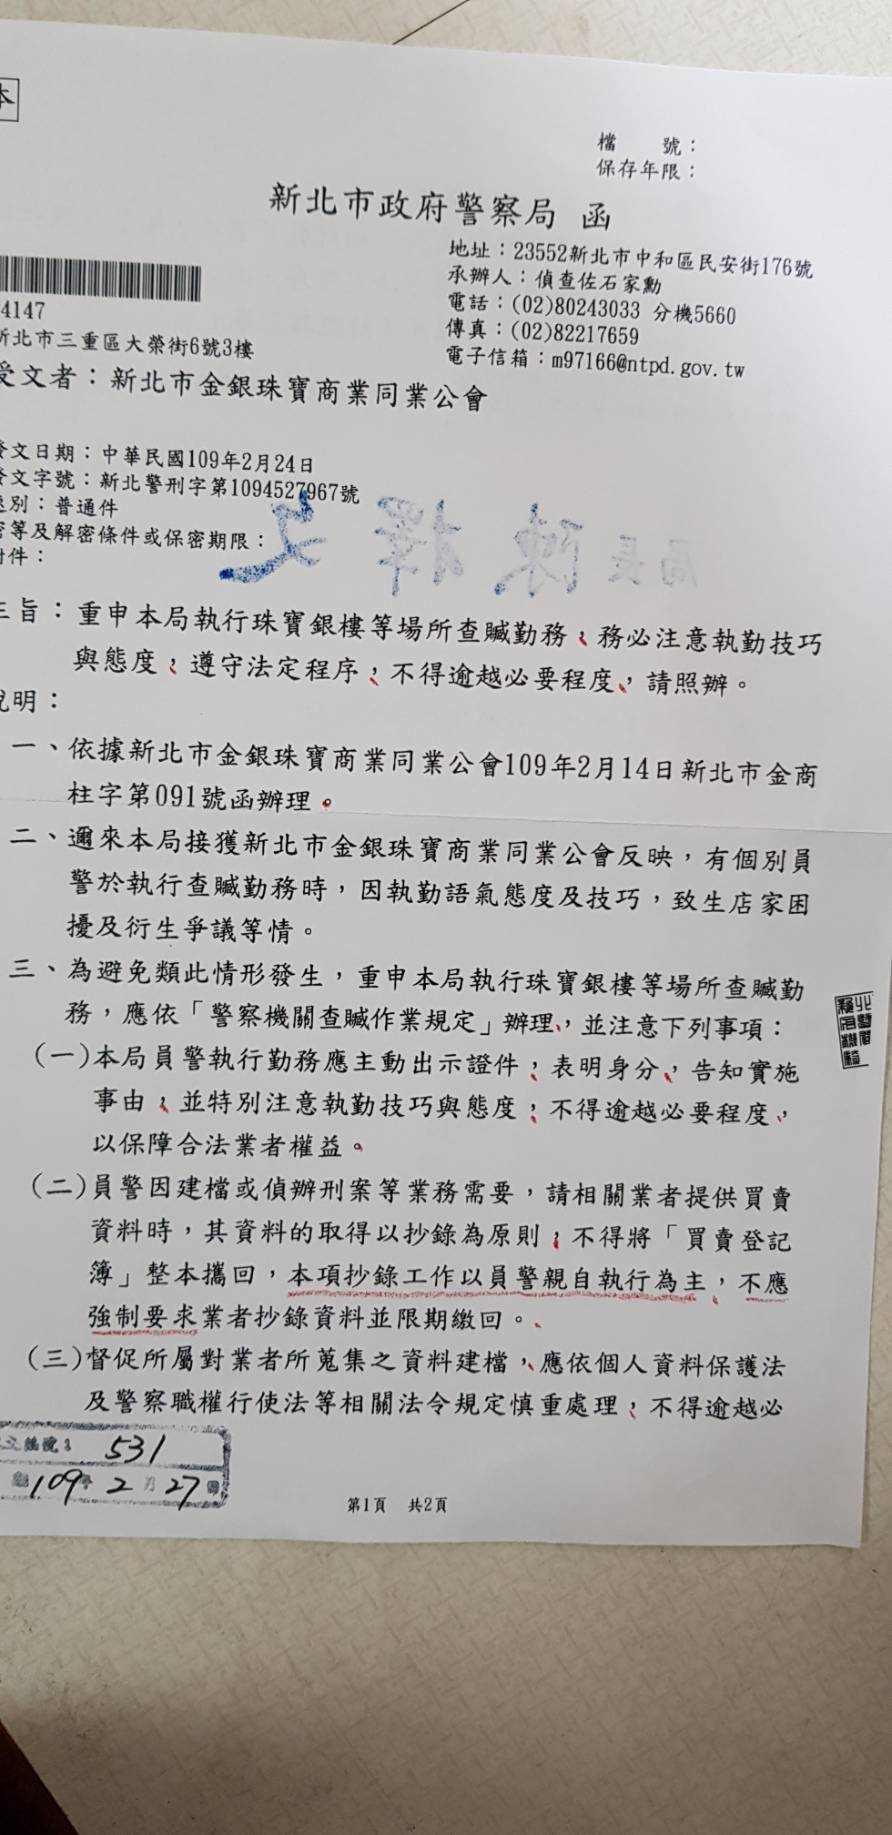 本
檔　　號：
保存年限：
新北市政府警察局 函
地址：23552新北市中和區民安街176號
承辦人：偵查佐石家勳
電話：(02)80243033 分機5660
傳真：(02)82217659
電子信箱：m97166@ntpd.gov.tw
4147
新北市三重區大榮街6號3樓
受文者：新北市金銀珠寶商業同業公會
發文日期：中華民國109年2月24日
發文字號：新北警刑字第1094527967號
速別：普通件
密等及解密條件或保密期限：
附件：
局長陳檡文
主旨：重申本局執行珠寶銀樓等場所查贓勤務，務必注意執勤技巧
與態度，遵守法定程序，不得逾越必要程度，請照辦。
說明：
一、依據新北市金銀珠寶商業同業公會109年2月14日新北市金商
柱字第091號函辦理。
二、邇來本局接獲新北市金銀珠寶商業同業公會反映，有個別員
警於執行查贓勤務時，因執勤語氣態度及技巧，致生店家困
擾及衍生爭議等情。
三、為避免類此情形發生，重申本局執行珠寶銀樓等場所查贓勤
務，應依「警察機關查贓作業規定」辦理，並注意下列事項：
(一)本局員警執行勤務應主動出示證件，表明身分，告知實施
事由，並特別注意執勤技巧與態度，不得逾越必要程度，
以保障合法業者權益。
(二)員警因建檔或偵辦刑案等業務需要，請相關業者提供買賣
資料時，其資料的取得以抄錄為原則，不得將「買賣登記
簿」整本攜回，本項抄錄工作以員警親自執行為主，不應
強制要求業者抄錄資料並限期繳回。
(三)督促所屬對業者所蒐集之資料建檔，應依個人資料保護法
及警察職權行使法等相關法令規定慎重處理，不得逾越必
文號 531
109年2月27日
第1頁　共2頁